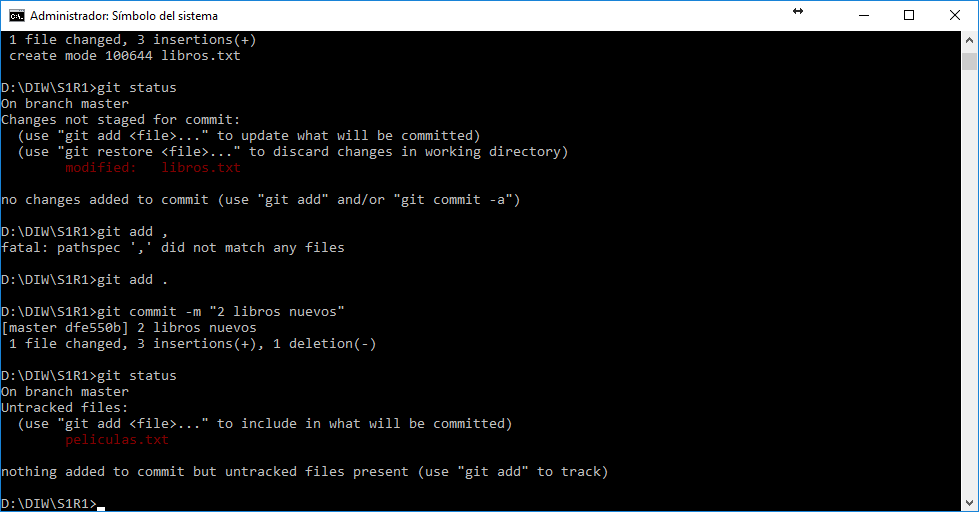 Administrador: Símbolo del sistema
1 file changed, 3 insertions(+)
create mode 100644 libros.txt
D:\DIW\S1R1>git status
On branch master
Changes not staged for commit:
(use "git add <file>..." to update what will be committed)
(use "git restore <file>..." to discard changes in working directory)
modified:   libros.txt
no changes added to commit (use "git add" and/or "git commit -a")
D:\DIW\S1R1>git add ,
fatal: pathspec ',' did not match any files
D:\DIW\S1R1>git add .
D:\DIW\S1R1>git commit -m "2 libros nuevos"
[master dfe550b] 2 libros nuevos
1 file changed, 3 insertions(+), 1 deletion(-)
D:\DIW\S1R1>git status
On branch master
Untracked files:
(use "git add <file>..." to include in what will be committed)
peliculas.txt
nothing added to commit but untracked files present (use "git add" to track)
D:\DIW\S1R1>